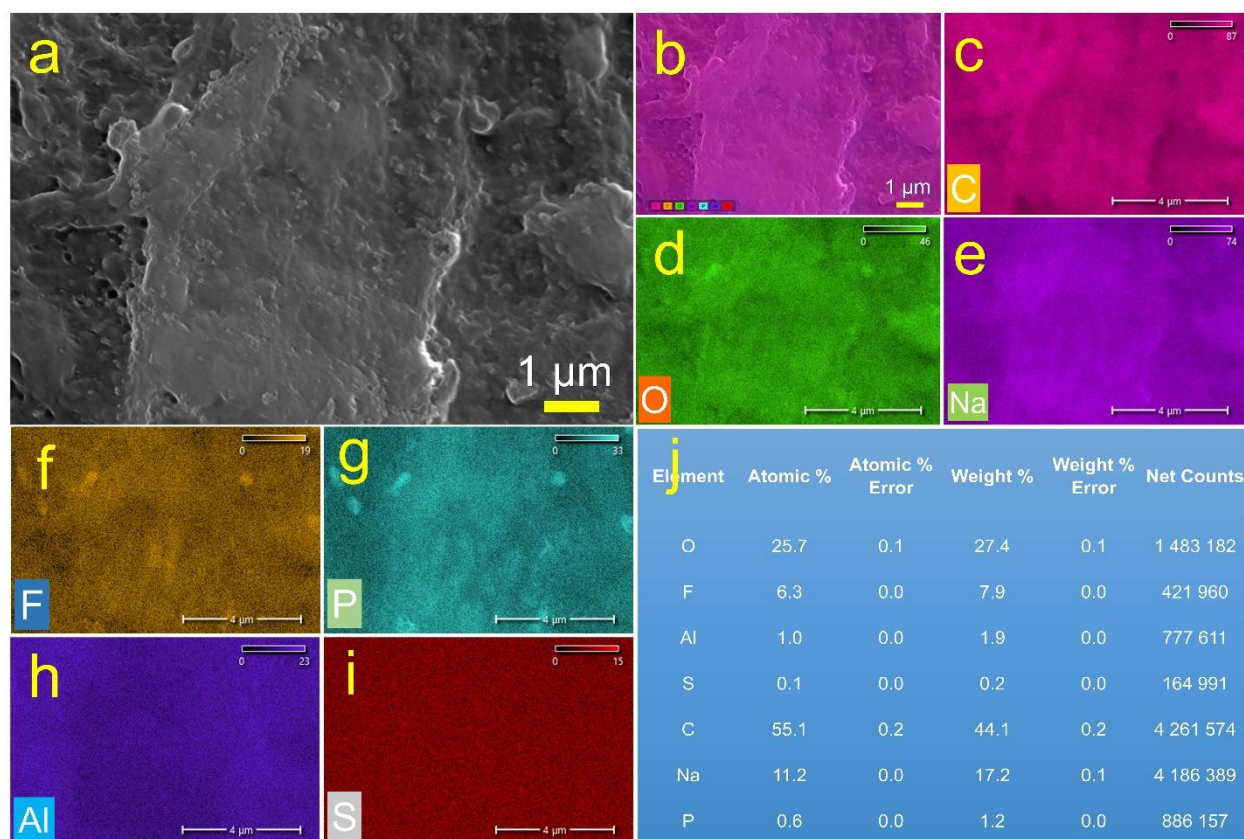 a
1 µm
b
1 µm
c
0 87
C
4 µm
d
0 46
O
4 µm
e
0 74
Na
4 µm
f
0 19
F
4 µm
g
0 33
P
4 µm
h
0 23
Al
4 µm
i
0 15
S
4 µm
j
Element Atomic % Atomic % Error Weight % Weight % Error Net Counts
O 25.7 0.1 27.4 0.1 1 483 182
F 6.3 0.0 7.9 0.0 421 960
Al 1.0 0.0 1.9 0.0 777 611
S 0.1 0.0 0.2 0.0 164 991
C 55.1 0.2 44.1 0.2 4 261 574
Na 11.2 0.0 17.2 0.1 4 186 389
P 0.6 0.0 1.2 0.0 886 157